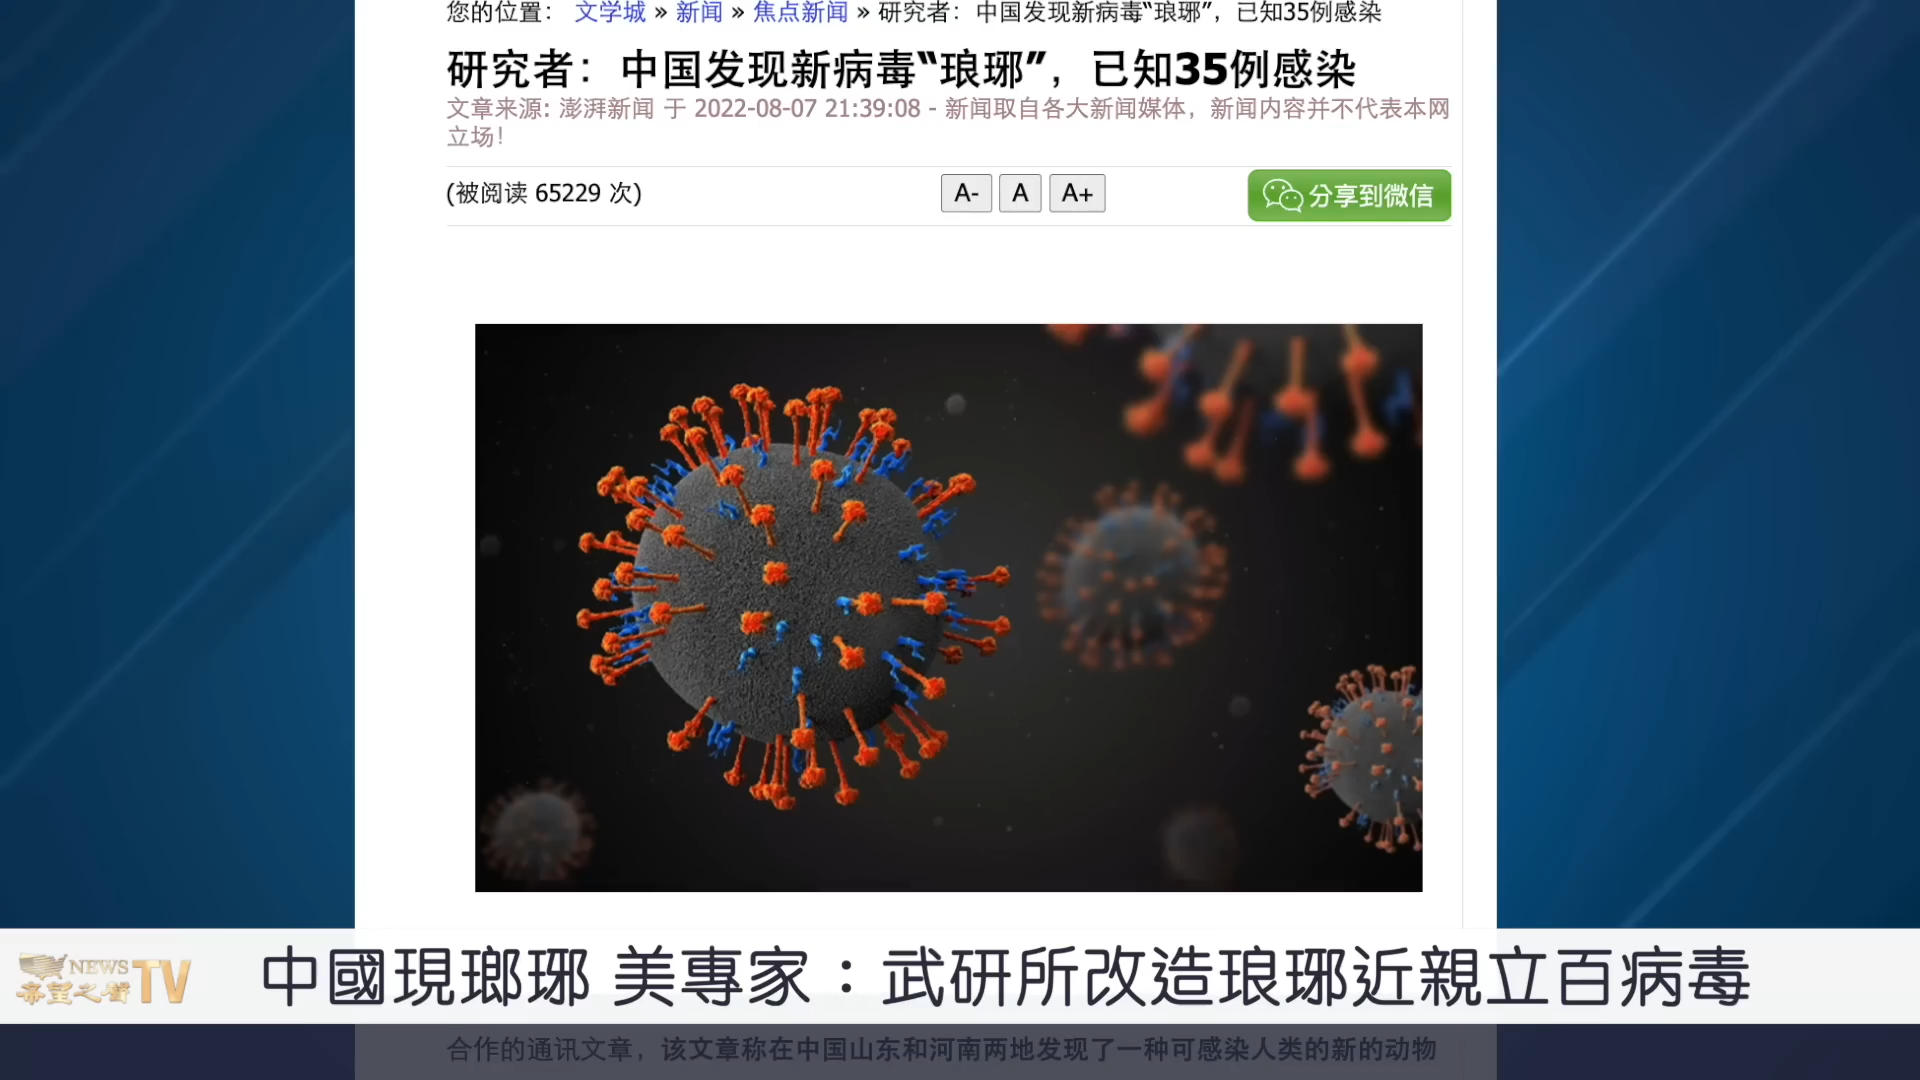 您的位置： 文学城 » 新闻 » 焦点新闻 » 研究者：中国发现新病毒“琅琊”，已知35例感染
研究者：中国发现新病毒“琅琊”，已知35例感染
文章来源: 澎湃新闻 于 2022-08-07 21:39:08 - 新闻取自各大新闻媒体，新闻内容并不代表本网
立场！
(被阅读 65229 次)
A- A A+
分享到微信
NEWS
希望之聲 TV
中國現瑯琊 美專家：武研所改造琅琊近親立百病毒
合作的通讯文章，该文章称在中国山东和河南两地发现了一种可感染人类的新的动物